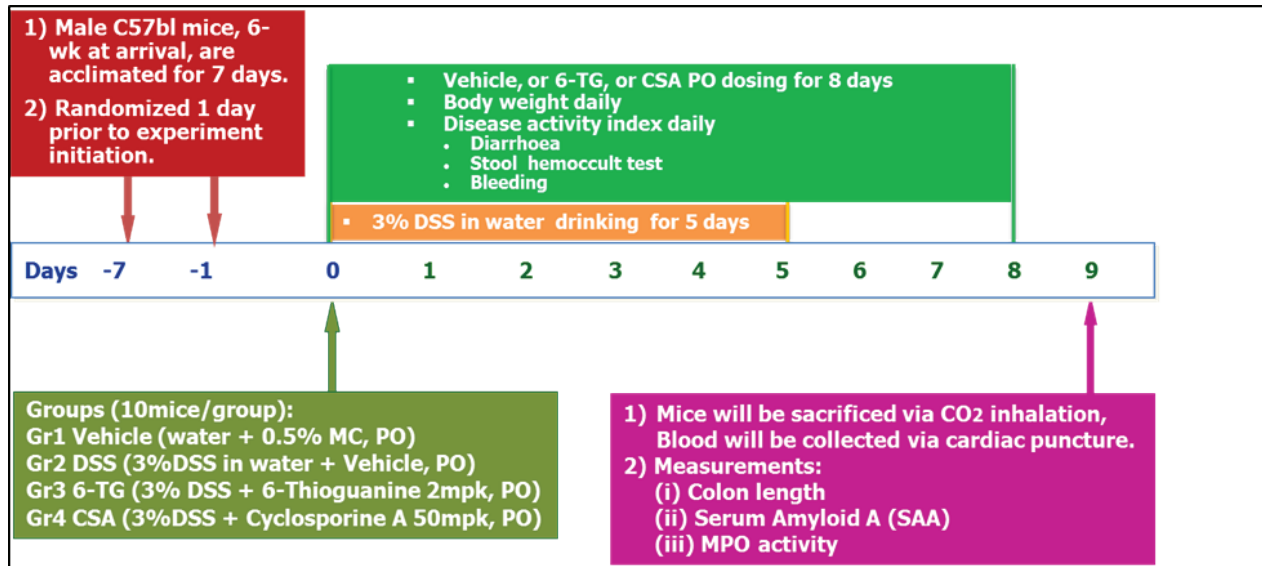 1) Male C57bl mice, 6-
wk at arrival, are
acclimated for 7 days.
2) Randomized 1 day
prior to experiment
initiation.
▪ Vehicle, or 6-TG, or CSA PO dosing for 8 days
▪ Body weight daily
▪ Disease activity index daily
• Diarrhoea
• Stool hemoccult test
• Bleeding
▪ 3% DSS in water drinking for 5 days
Days -7 -1 0 1 2 3 4 5 6 7 8 9
Groups (10mice/group):
Gr1 Vehicle (water + 0.5% MC, PO)
Gr2 DSS (3%DSS in water + Vehicle, PO)
Gr3 6-TG (3% DSS + 6-Thioguanine 2mpk, PO)
Gr4 CSA (3%DSS + Cyclosporine A 50mpk, PO)
1) Mice will be sacrificed via CO2 inhalation,
Blood will be collected via cardiac puncture.
2) Measurements:
(i) Colon length
(ii) Serum Amyloid A (SAA)
(iii) MPO activity